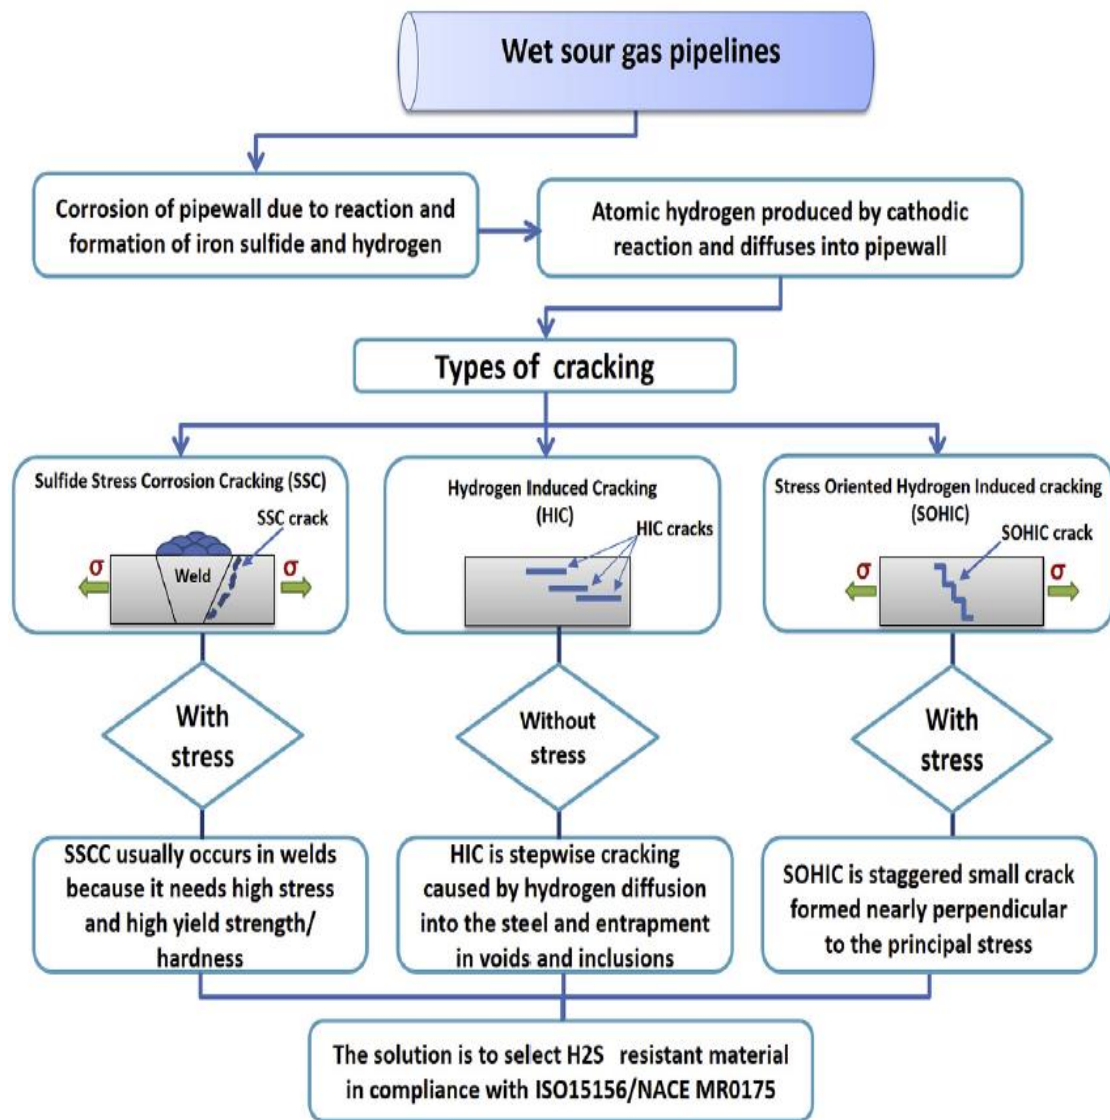 Wet sour gas pipelines
Corrosion of pipewall due to reaction and
formation of iron sulfide and hydrogen
Atomic hydrogen produced by cathodic
reaction and diffuses into pipewall
Types of cracking
Sulfide Stress Corrosion Cracking (SSC)
SSC crack
σ
Weld
σ
Hydrogen Induced Cracking
(HIC)
HIC cracks
Stress Oriented Hydrogen Induced cracking
(SOHIC)
SOHIC crack
σ
σ
With
stress
Without
stress
With
stress
SSCC usually occurs in welds
because it needs high stress
and high yield strength/
hardness
HIC is stepwise cracking
caused by hydrogen diffusion
into the steel and entrapment
in voids and inclusions
SOHIC is staggered small crack
formed nearly perpendicular
to the principal stress
The solution is to select H2S resistant material
in compliance with ISO15156/NACE MR0175